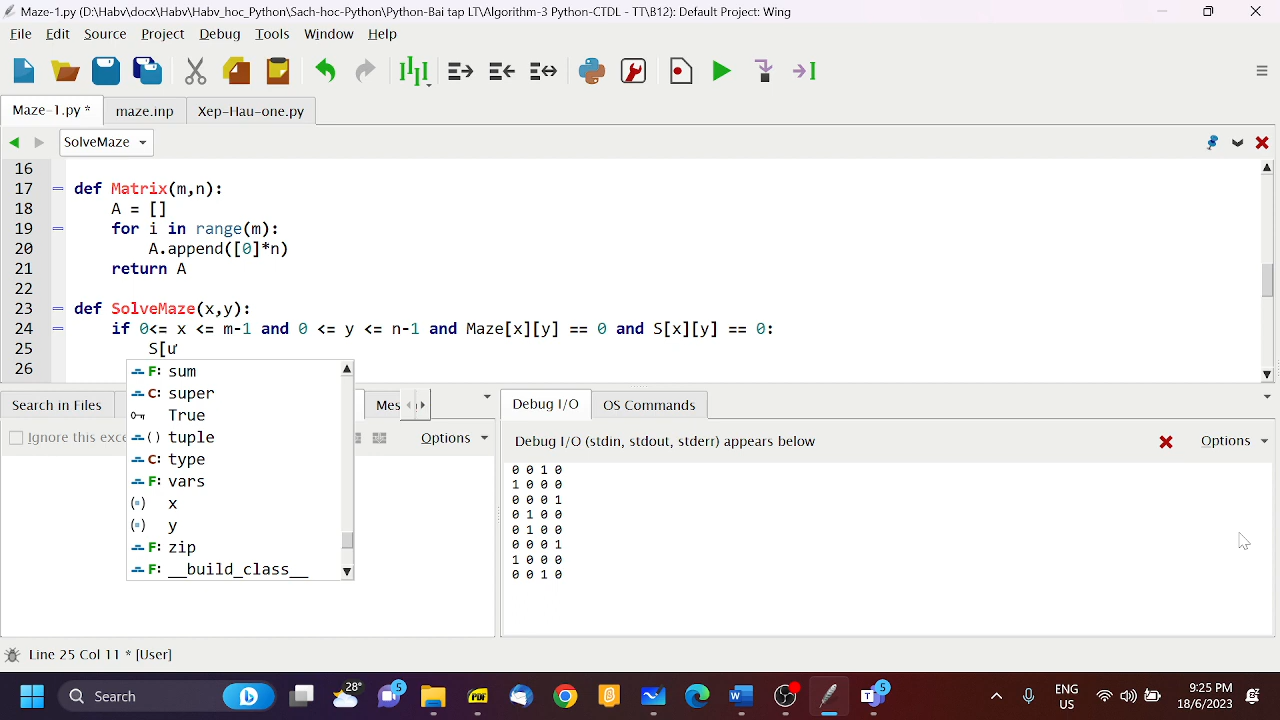 Maze-1.py (D:\Habv\docx\Habv\Habv_hoc_Python\Sach-hoc-Python\Python-Bai tap LT\Algorithm-3 Python-CTDL - TT\B12): Default Project: Wing
File Edit Source Project Debug Tools Window Help
Maze-1.py * maze.inp Xep-Hau-one.py
SolveMaze
16
17 def Matrix(m,n):
18 A = []
19 for i in range(m):
20 A.append([0]*n)
21 return A
22
23 def SolveMaze(x,y):
24 if 0<= x <= m-1 and 0 <= y <= n-1 and Maze[x][y] == 0 and S[x][y] == 0:
25 S[ư
26
F: sum
C: super
True
() tuple
C: type
F: vars
x
y
F: zip
F: __build_class__
Search in Files Mes Debug I/O OS Commands
Ignore this exce Options
Debug I/O (stdin, stdout, stderr) appears below Options
0 0 1 0
1 0 0 0
0 0 0 1
0 1 0 0
0 1 0 0
0 0 0 1
1 0 0 0
0 0 1 0
Line 25 Col 11 * [User]
Search
28°
5
PDF
5
ENG
US
9:25 PM
18/6/2023